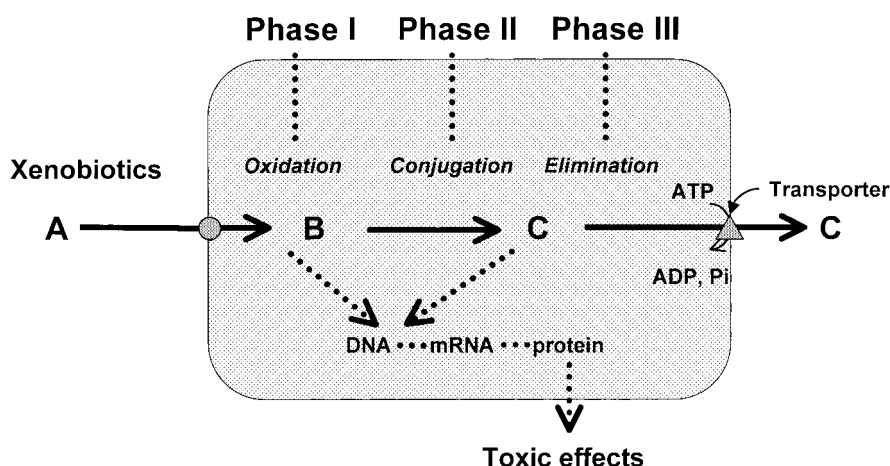 Phase I Phase II Phase III
Xenobiotics
Oxidation Conjugation Elimination
ATP Transporter
A B C C
ADP, Pi
DNA mRNA protein
Toxic effects